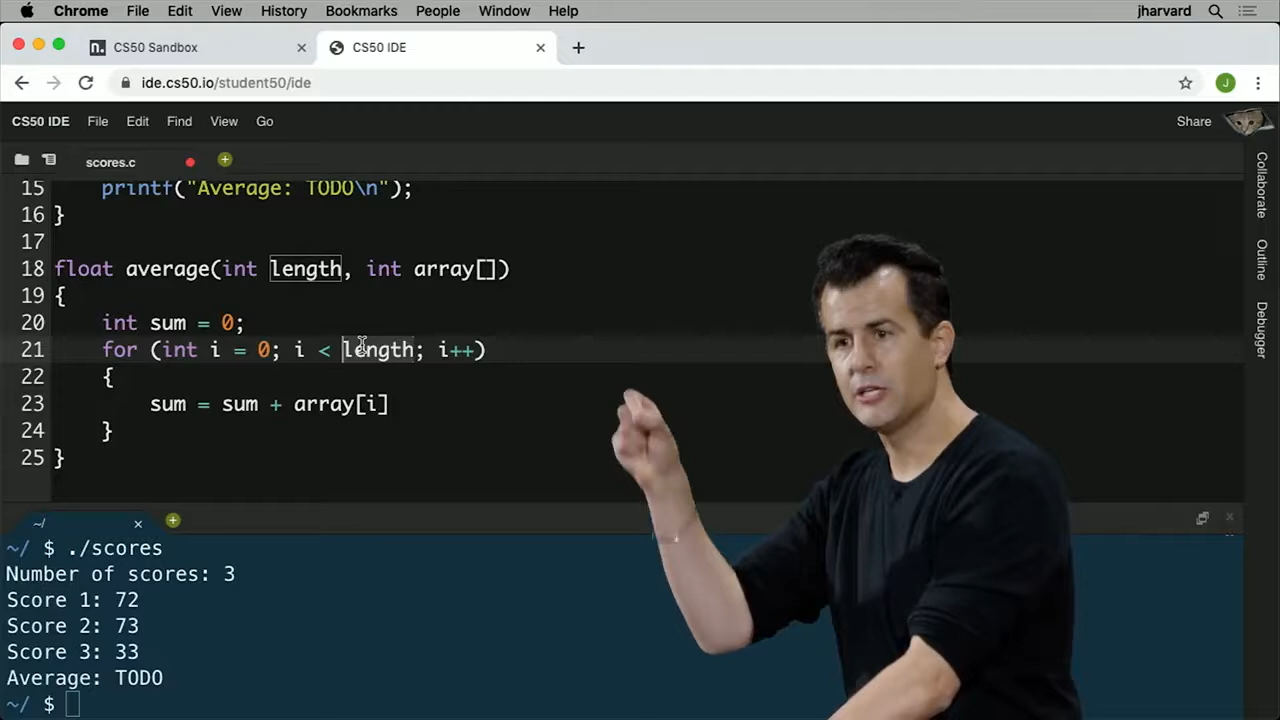 Chrome File Edit View History Bookmarks People Window Help jharvard
n. CS50 Sandbox CS50 IDE
ide.cs50.io/student50/ide J
CS50 IDE File Edit Find View Go Share
scores.c
15 printf("Average: TODO\n");
16 }
17
18 float average(int length, int array[])
19 {
20 int sum = 0;
21 for (int i = 0; i < length; i++)
22 {
23 sum = sum + array[i]
24 }
25 }
Collaborate
Outline
Debugger
~/
~/ $ ./scores
Number of scores: 3
Score 1: 72
Score 2: 73
Score 3: 33
Average: TODO
~/ $